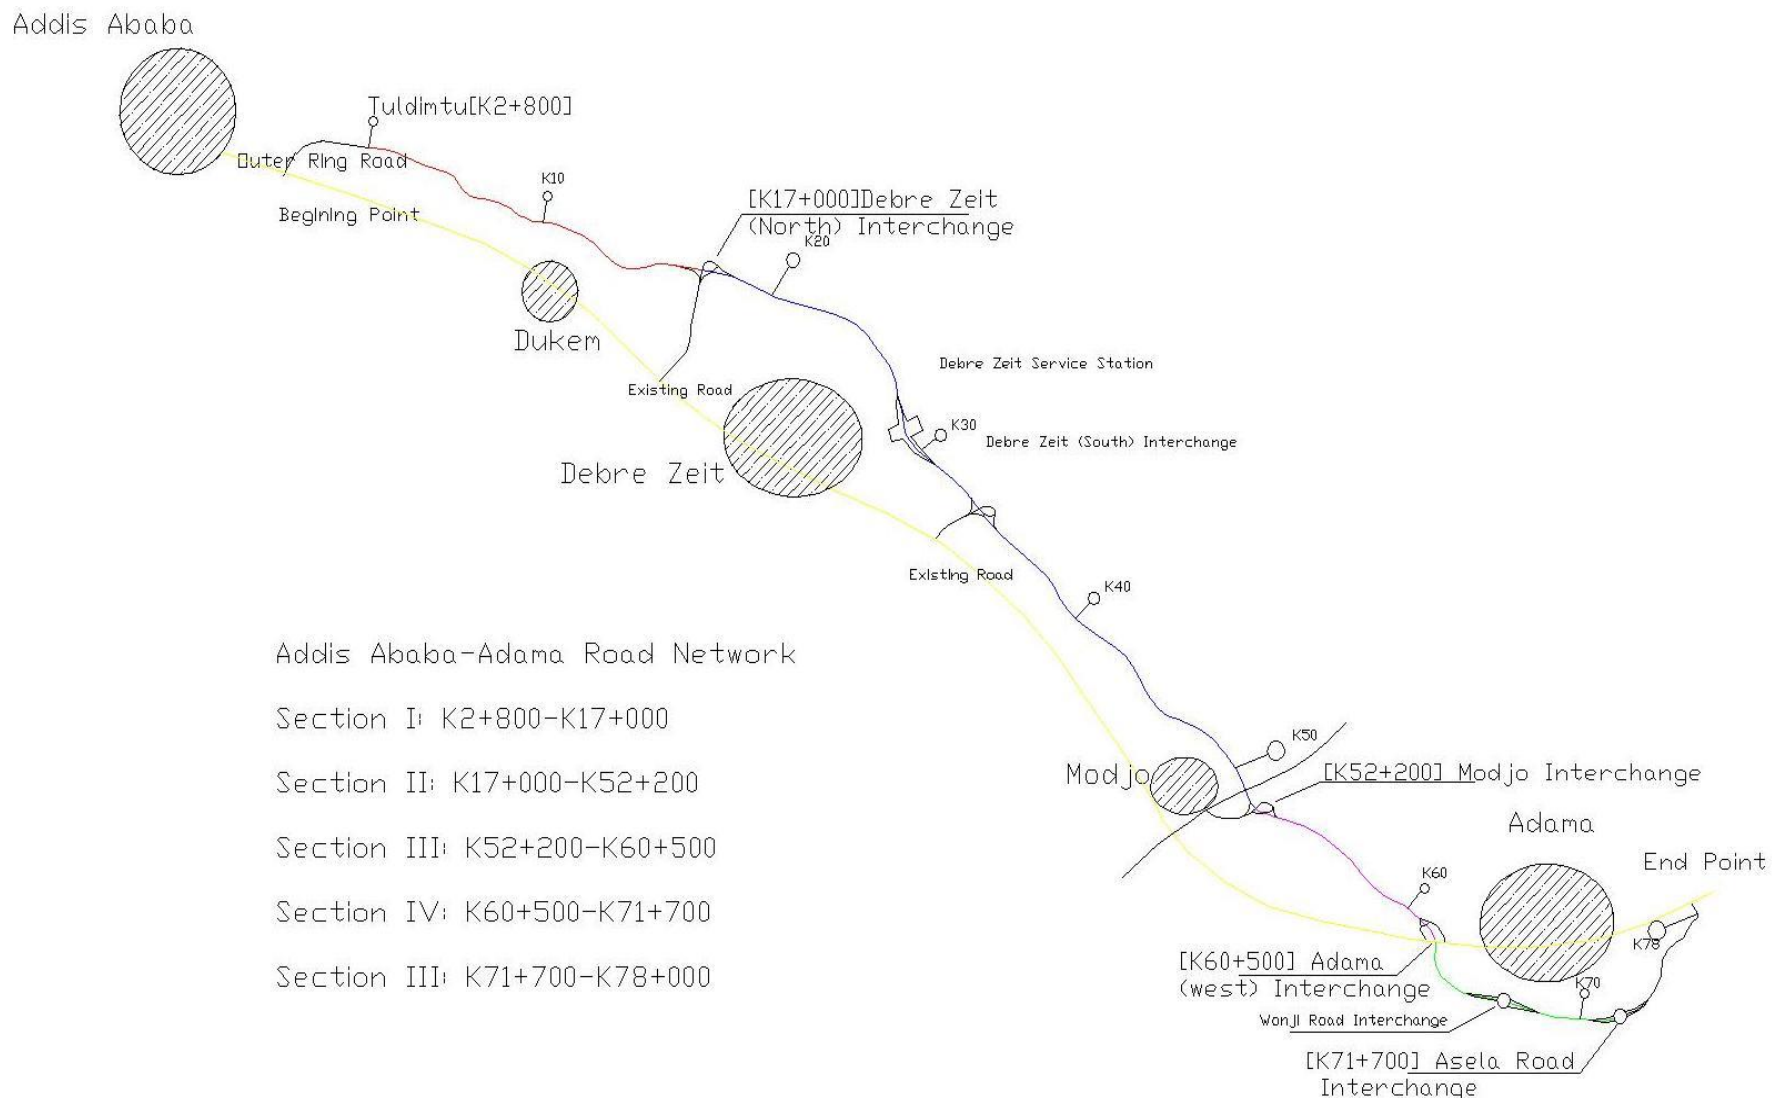 Addis Ababa
Tuldimtu[K2+800]
Outer Ring Road
Begining Point
K10
[K17+000]Debre Zeit
(North) Interchange
K20
Dukem
Debre Zeit Service Station
Existing Road
K30
Debre Zeit (South) Interchange
Debre Zeit
Existing Road
K40
Addis Ababa-Adama Road Network
Section I: K2+800-K17+000
Section II: K17+000-K52+200
Section III: K52+200-K60+500
Section IV: K60+500-K71+700
Section III: K71+700-K78+000
K50
Modjo
[K52+200] Modjo Interchange
Adama
End Point
K60
K78
[K60+500] Adama
(west) Interchange
K70
Wonji Road Interchange
[K71+700] Asela Road
Interchange